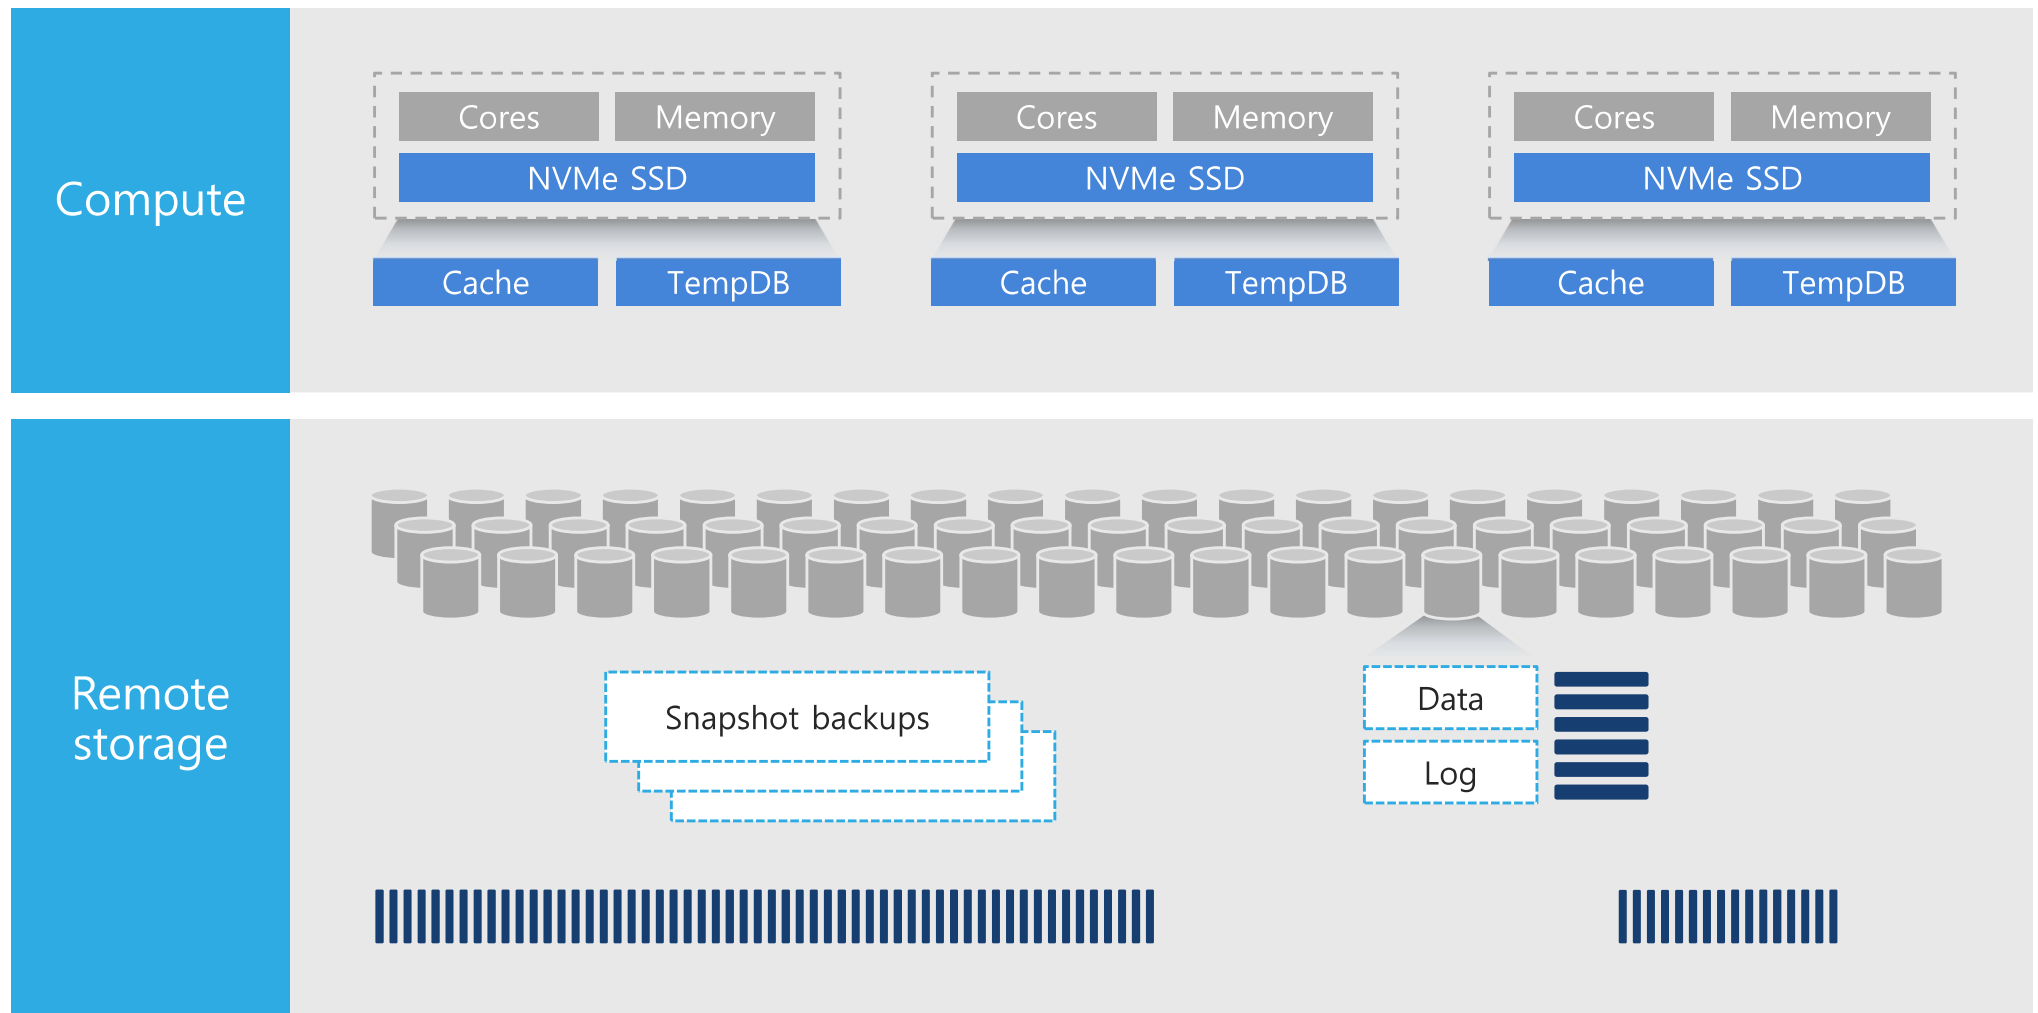 Compute
Cores Memory
NVMe SSD
Cache TempDB
Cores Memory
NVMe SSD
Cache TempDB
Cores Memory
NVMe SSD
Cache TempDB
Remote
storage
Snapshot backups
Data
Log